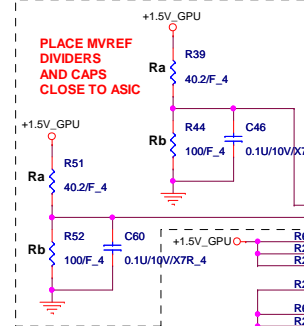 +1.5V_GPU
PLACE MVREF
DIVIDERS
AND CAPS
CLOSE TO ASIC
R39
Ra
40.2/F_4
+1.5V_GPU
Rb
R44
100/F_4
C46
0.1U/10V/X7
R51
Ra
40.2/F_4
Rb
R52
100/F_4
C60
0.1U/10V/X7R_4
+1.5V_GPU